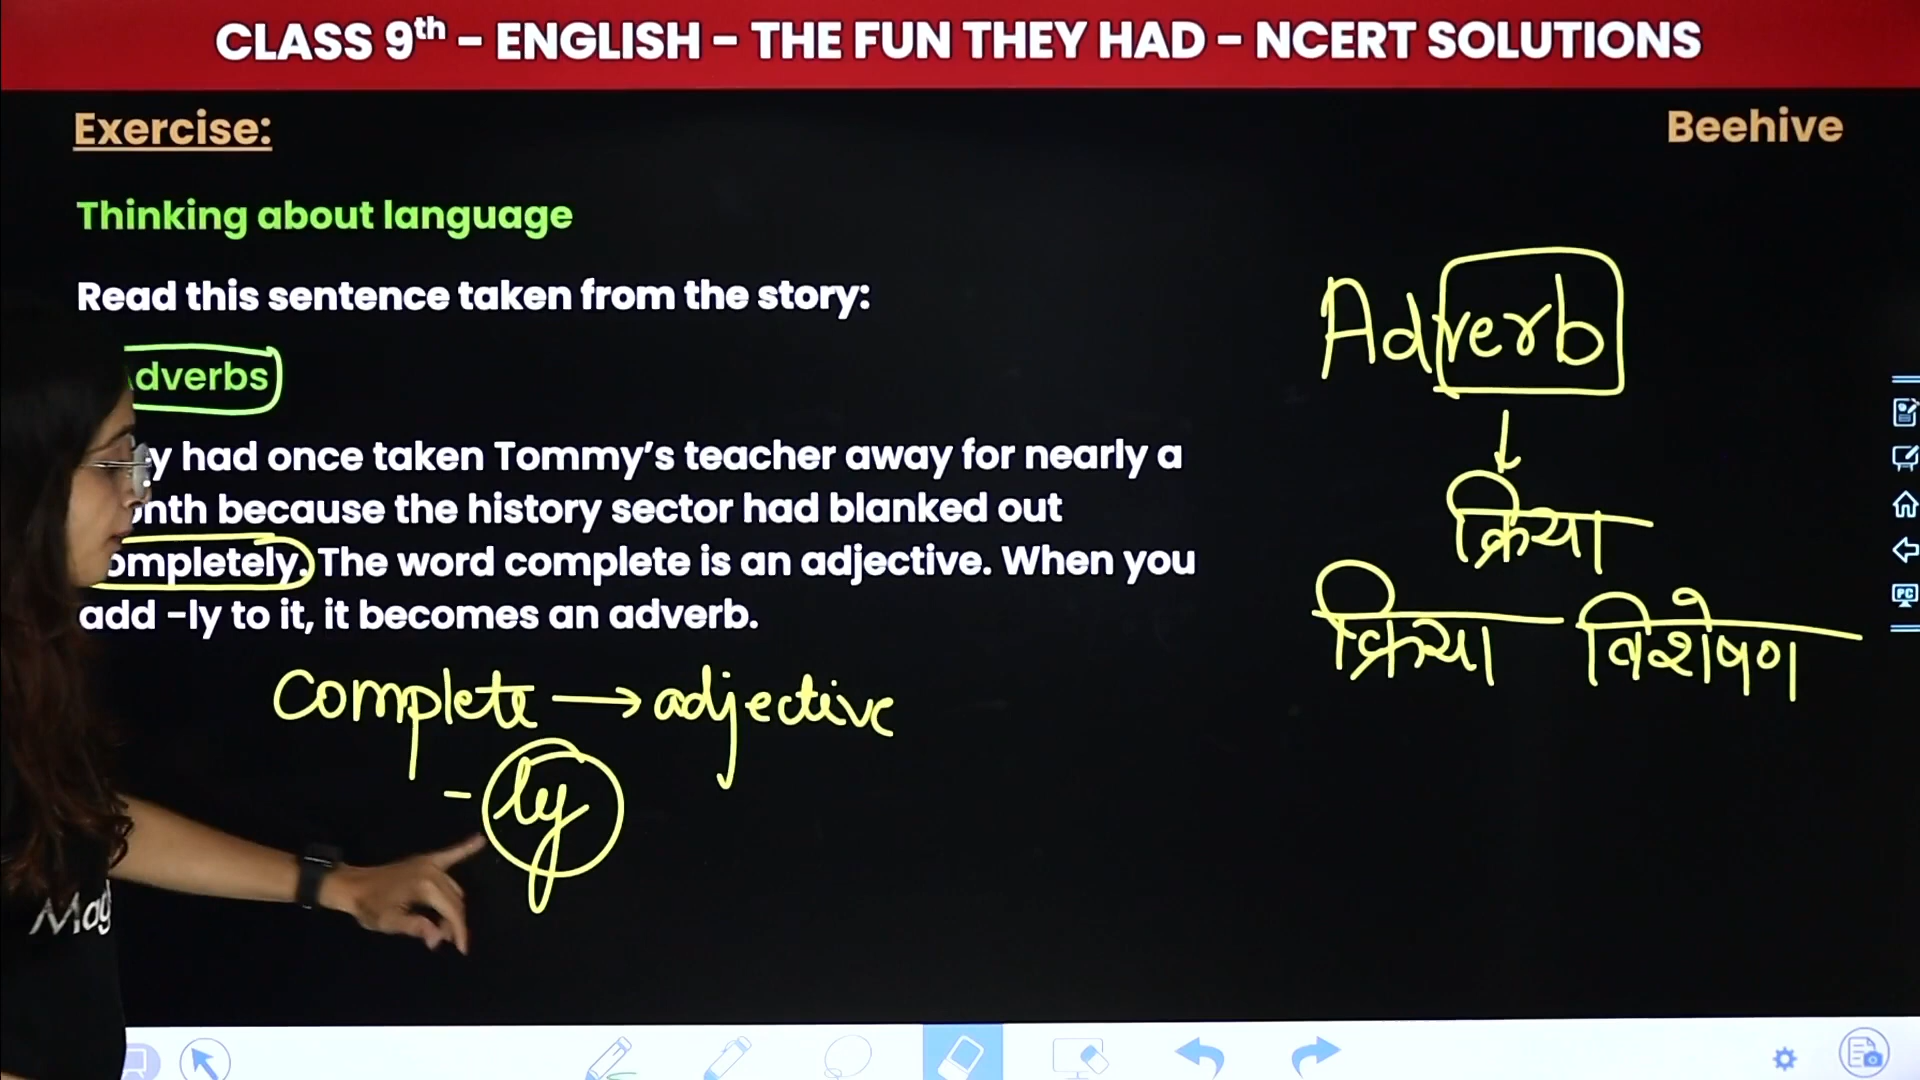 CLASS 9th - ENGLISH - THE FUN THEY HAD - NCERT SOLUTIONS
Exercise:
Beehive
Thinking about language
Read this sentence taken from the story:
dverbs
y had once taken Tommy's teacher away for nearly a
nth because the history sector had blanked out
ompletely. The word complete is an adjective. When you
add -ly to it, it becomes an adverb.
Complete → adjective
- ly
Adverb
↓
क्रिया
क्रिया - विशेषण
Mag
PC